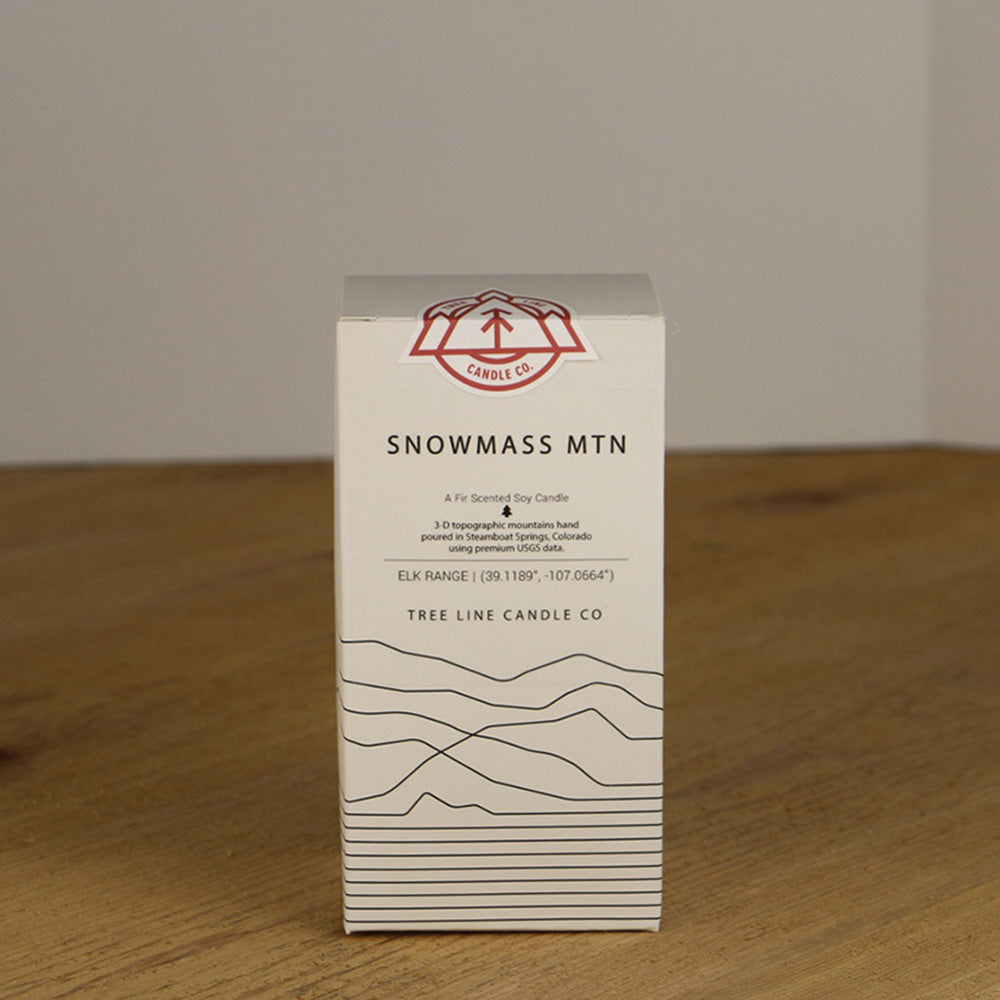 TREE LINE
CANDLE CO.
SNOWMASS MTN
A Fir Scented Soy Candle
3-D topographic mountains hand
poured in Steamboat Springs, Colorado
using premium USGS data.
ELK RANGE | (39.1189°, -107.0664°)
TREE LINE CANDLE CO